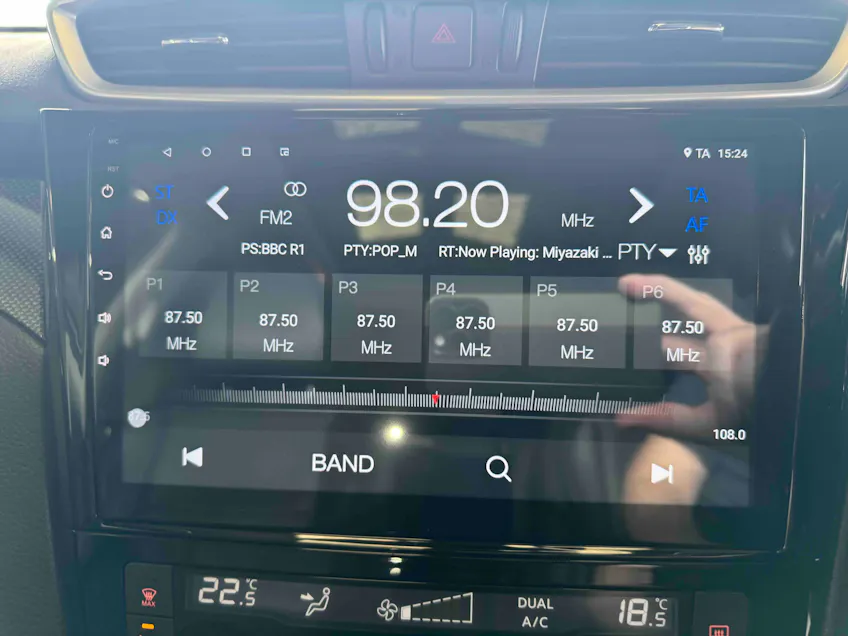 TA 15:24
RST
ST
DX
FM2
98.20
MHz
TA
AF
PS:BBC R1 PTY:POP_M RT:Now Playing: Miyazaki ... PTY
P1 P2 P3 P4 P5 P6
87.50 87.50 87.50 87.50 87.50 87.50
MHz MHz MHz MHz MHz MHz
108.0
BAND
22.5°C
DUAL
A/C
18.5°C
MAX